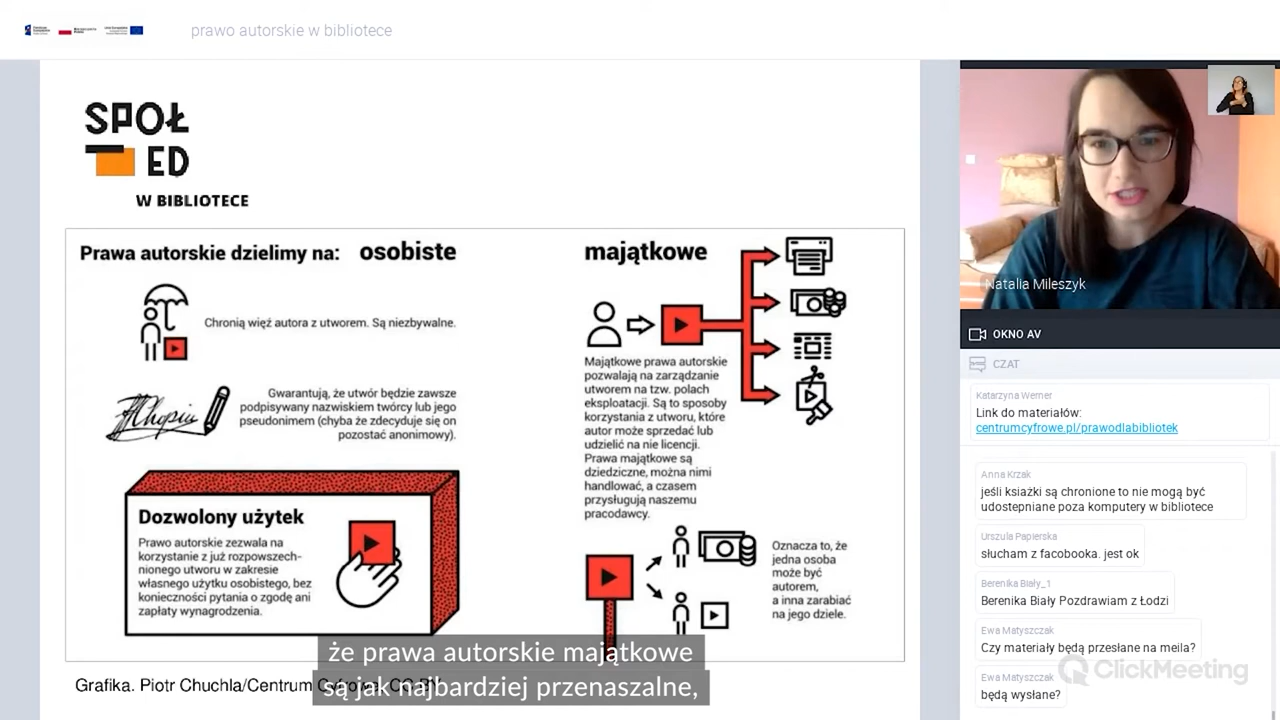 prawo autorskie w bibliotece
SPOŁ
ED
W BIBLIOTECE
Prawa autorskie dzielimy na: osobiste
Chronią więź autora z utworem. Są niezbywalne.
Gwarantują, że utwór będzie zawsze
podpisywany nazwiskiem twórcy lub jego
pseudonimem (chyba że zdecyduje się on
pozostać anonimowy).
Dozwolony użytek
Prawo autorskie zezwala na
korzystanie z już rozpowszech-
nionego utworu w zakresie
własnego użytku osobistego, bez
konieczności pytania o zgodę ani
zapłaty wynagrodzenia.
majątkowe
Majątkowe prawa autorskie
pozwalają na zarządzanie
utworem na tzw. polach
eksploatacji. Są to sposoby
korzystania z utworu, które
autor może sprzedać lub
udzielić na nie licencji.
Prawa majątkowe są
dziedziczne, można nimi
handlować, a czasem
przysługują naszemu
pracodawcy.
Oznacza to, że
jedna osoba
może być
autorem,
a inna zarabiać
na jego dziele.
Grafika. Piotr Chuchla/Centrum
że prawa autorskie majątkowe
są jak najbardziej przenaszalne,
Natalia Mileszyk
OKNO AV
CZAT
Katarzyna Werner
Link do materiałów:
centrumcyfrowe.pl/prawodlabibliotek
Anna Krzak
jeśli ksiażki są chronione to nie mogą być
udostepniane poza komputery w bibliotece
Urszula Papierska
słucham z facobooka. jest ok
Berenika Biały_1
Berenika Biały Pozdrawiam z Łodzi
Ewa Matyszczak
Czy materiały będą przesłane na meila?
Ewa Matyszczak
będą wysłane?
ClickMeeting